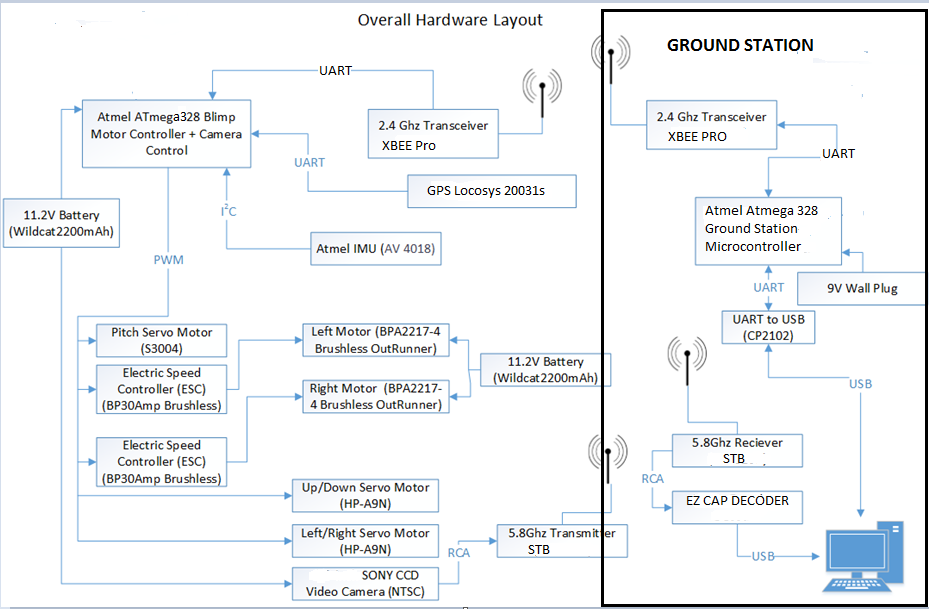 Overall Hardware Layout
GROUND STATION
UART
Atmel ATmega328 Blimp
Motor Controller + Camera
Control
2.4 Ghz Transceiver
XBEE Pro
2.4 Ghz Transceiver
XBEE PRO
UART
UART
GPS Locosys 20031s
I²C
11.2V Battery
(Wildcat2200mAh)
Atmel Atmega 328
Ground Station
Microcontroller
Atmel IMU (AV 4018)
PWM
UART
9V Wall Plug
Pitch Servo Motor
(S3004)
Left Motor (BPA2217-4
Brushless OutRunner)
UART to USB
(CP2102)
Electric Speed
Controller (ESC)
(BP30Amp Brushless)
11.2V Battery
(Wildcat2200mAh)
Right Motor (BPA2217-
4 Brushless OutRunner)
USB
Electric Speed
Controller (ESC)
(BP30Amp Brushless)
5.8Ghz Reciever
STB
RCA
Up/Down Servo Motor
(HP-A9N)
EZ CAP DECÓDER
Left/Right Servo Motor
(HP-A9N)
5.8Ghz Transmitter
STB
RCA
USB
SONY CCD
Video Camera (NTSC)